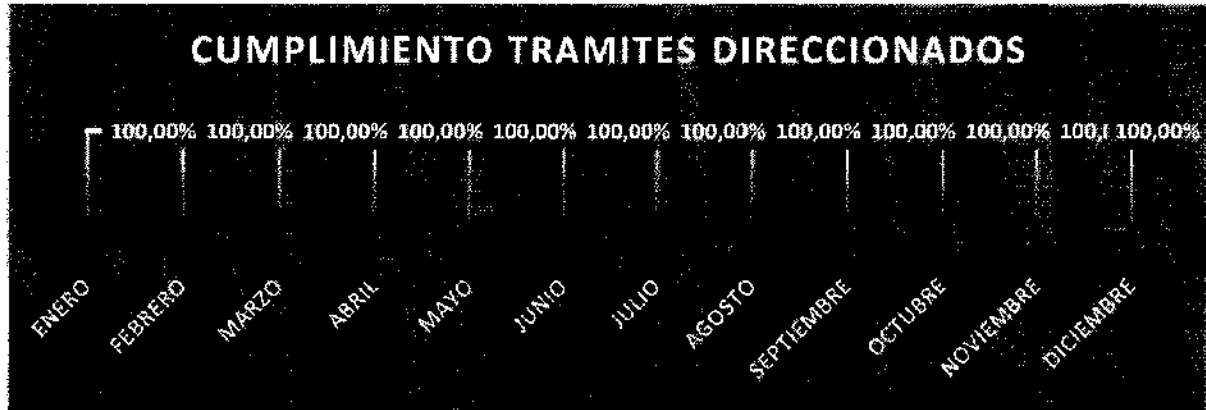 CUMPLIMIENTO TRAMITES DIRECCIONADOS
100,00% 100,00% 100,00% 100,00% 100,00% 100,00% 100,00% 100,00% 100,00% 100,00% 100,00%
ENERO
FEBRERO
MARZO
ABRIL
MAYO
JUNIO
JULIO
AGOSTO
SEPTIEMBRE
OCTUBRE
NOVIEMBRE
DICIEMBRE